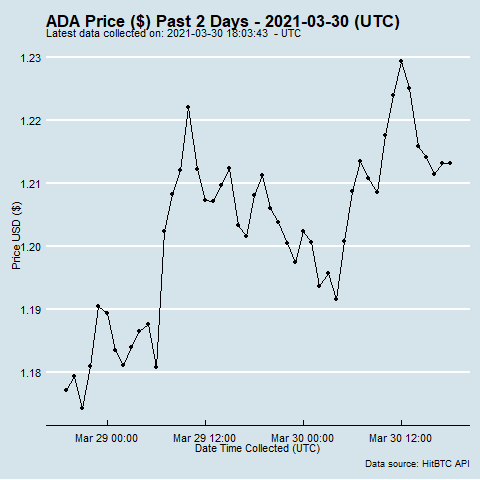 ADA Price ($) Past 2 Days - 2021-03-30 (UTC)
Latest data collected on: 2021-03-30 18:03:43 - UTC
1.23
1.22
1.21
1.20
1.19
1.18
Price USD ($)
Mar 29 00:00 Mar 29 12:00 Mar 30 00:00 Mar 30 12:00
Date Time Collected (UTC)
Data source: HitBTC API